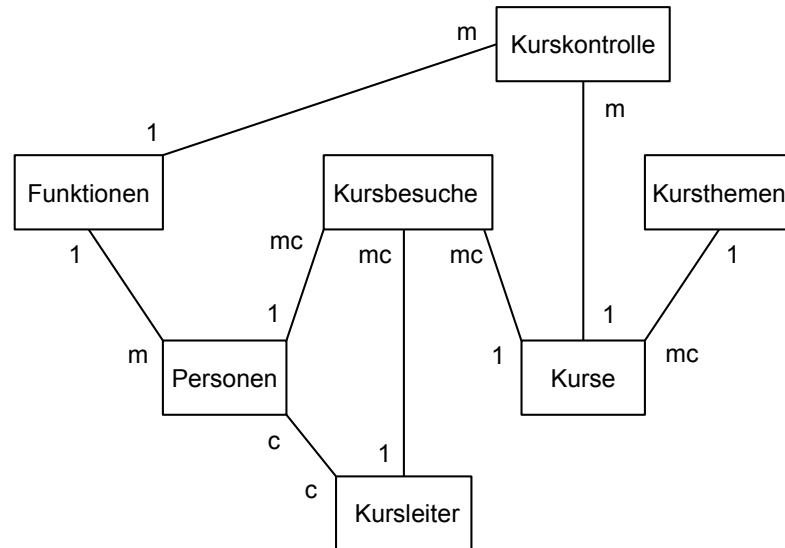 m
Kurskontrolle
1
m
Funktionen
Kursbesuche
Kursthemen
1
mc
mc
mc
1
1
1
m
Personen
1
Kurse
mc
c
1
c
Kursleiter